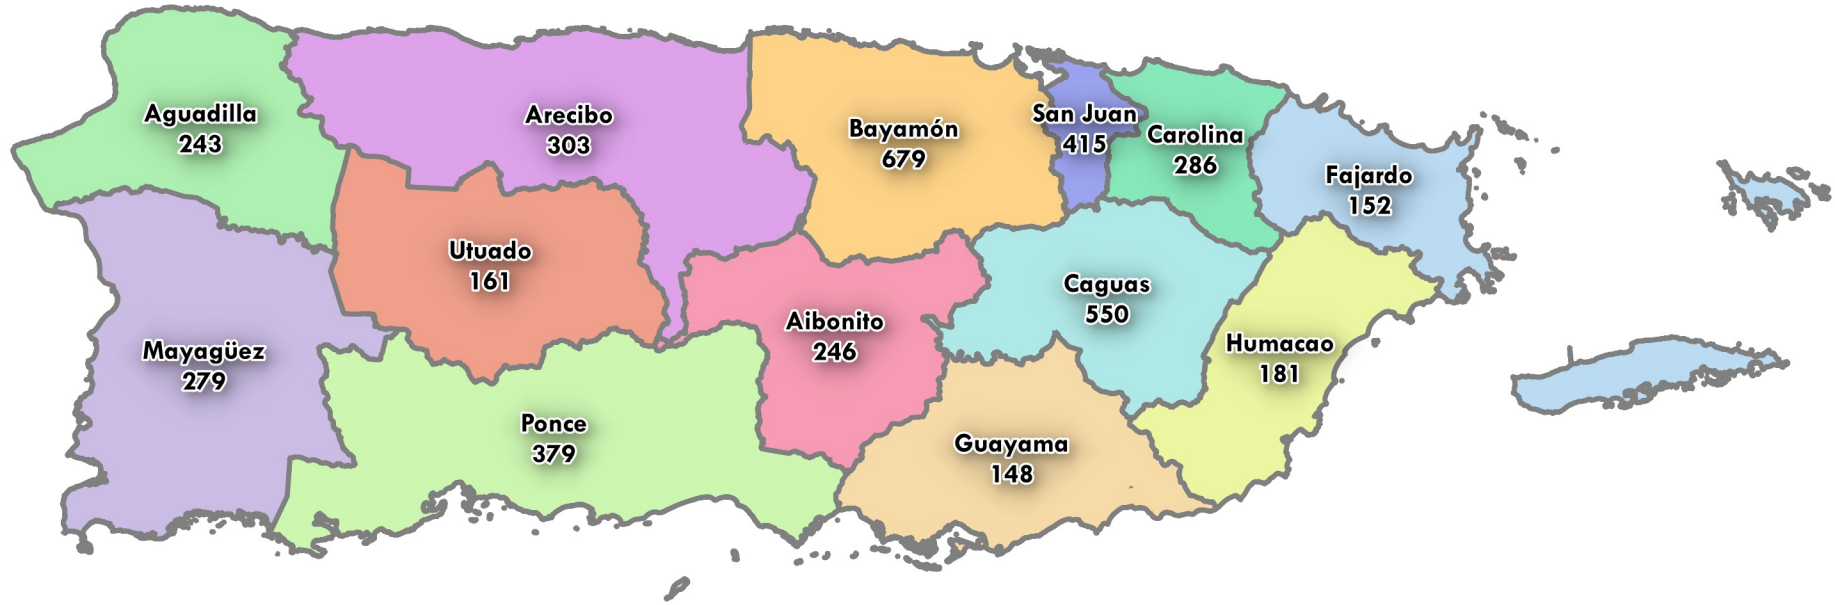 Aguadilla
243
Arecibo
303
Bayamón
679
San Juan
415
Carolina
286
Fajardo
152
Utuado
161
Mayagüez
279
Aibonito
246
Caguas
550
Humacao
181
Ponce
379
Guayama
148